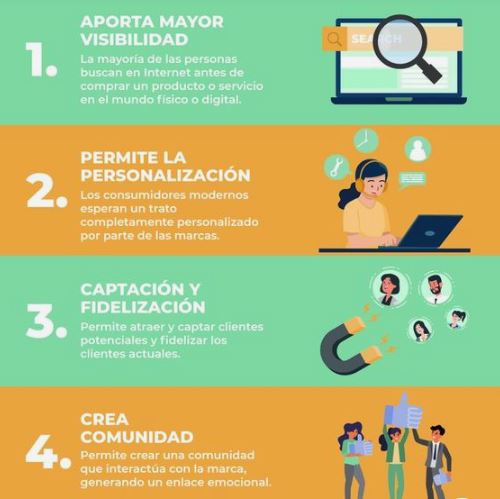 1.
APORTA MAYOR
VISIBILIDAD
La mayoría de las personas
buscan en Internet antes de
comprar un producto o servicio
en el mundo físico o digital.
SEARCH
2.
PERMITE LA
PERSONALIZACIÓN
Los consumidores modernos
esperan un trato
completamente personalizado
por parte de las marcas.
3.
CAPTACIÓN Y
FIDELIZACIÓN
Permite atraer y captar clientes
potenciales y fidelizar los
clientes actuales.
4.
CREA
COMUNIDAD
Permite crear una comunidad
que interactúa con la marca,
generando un enlace emocional.